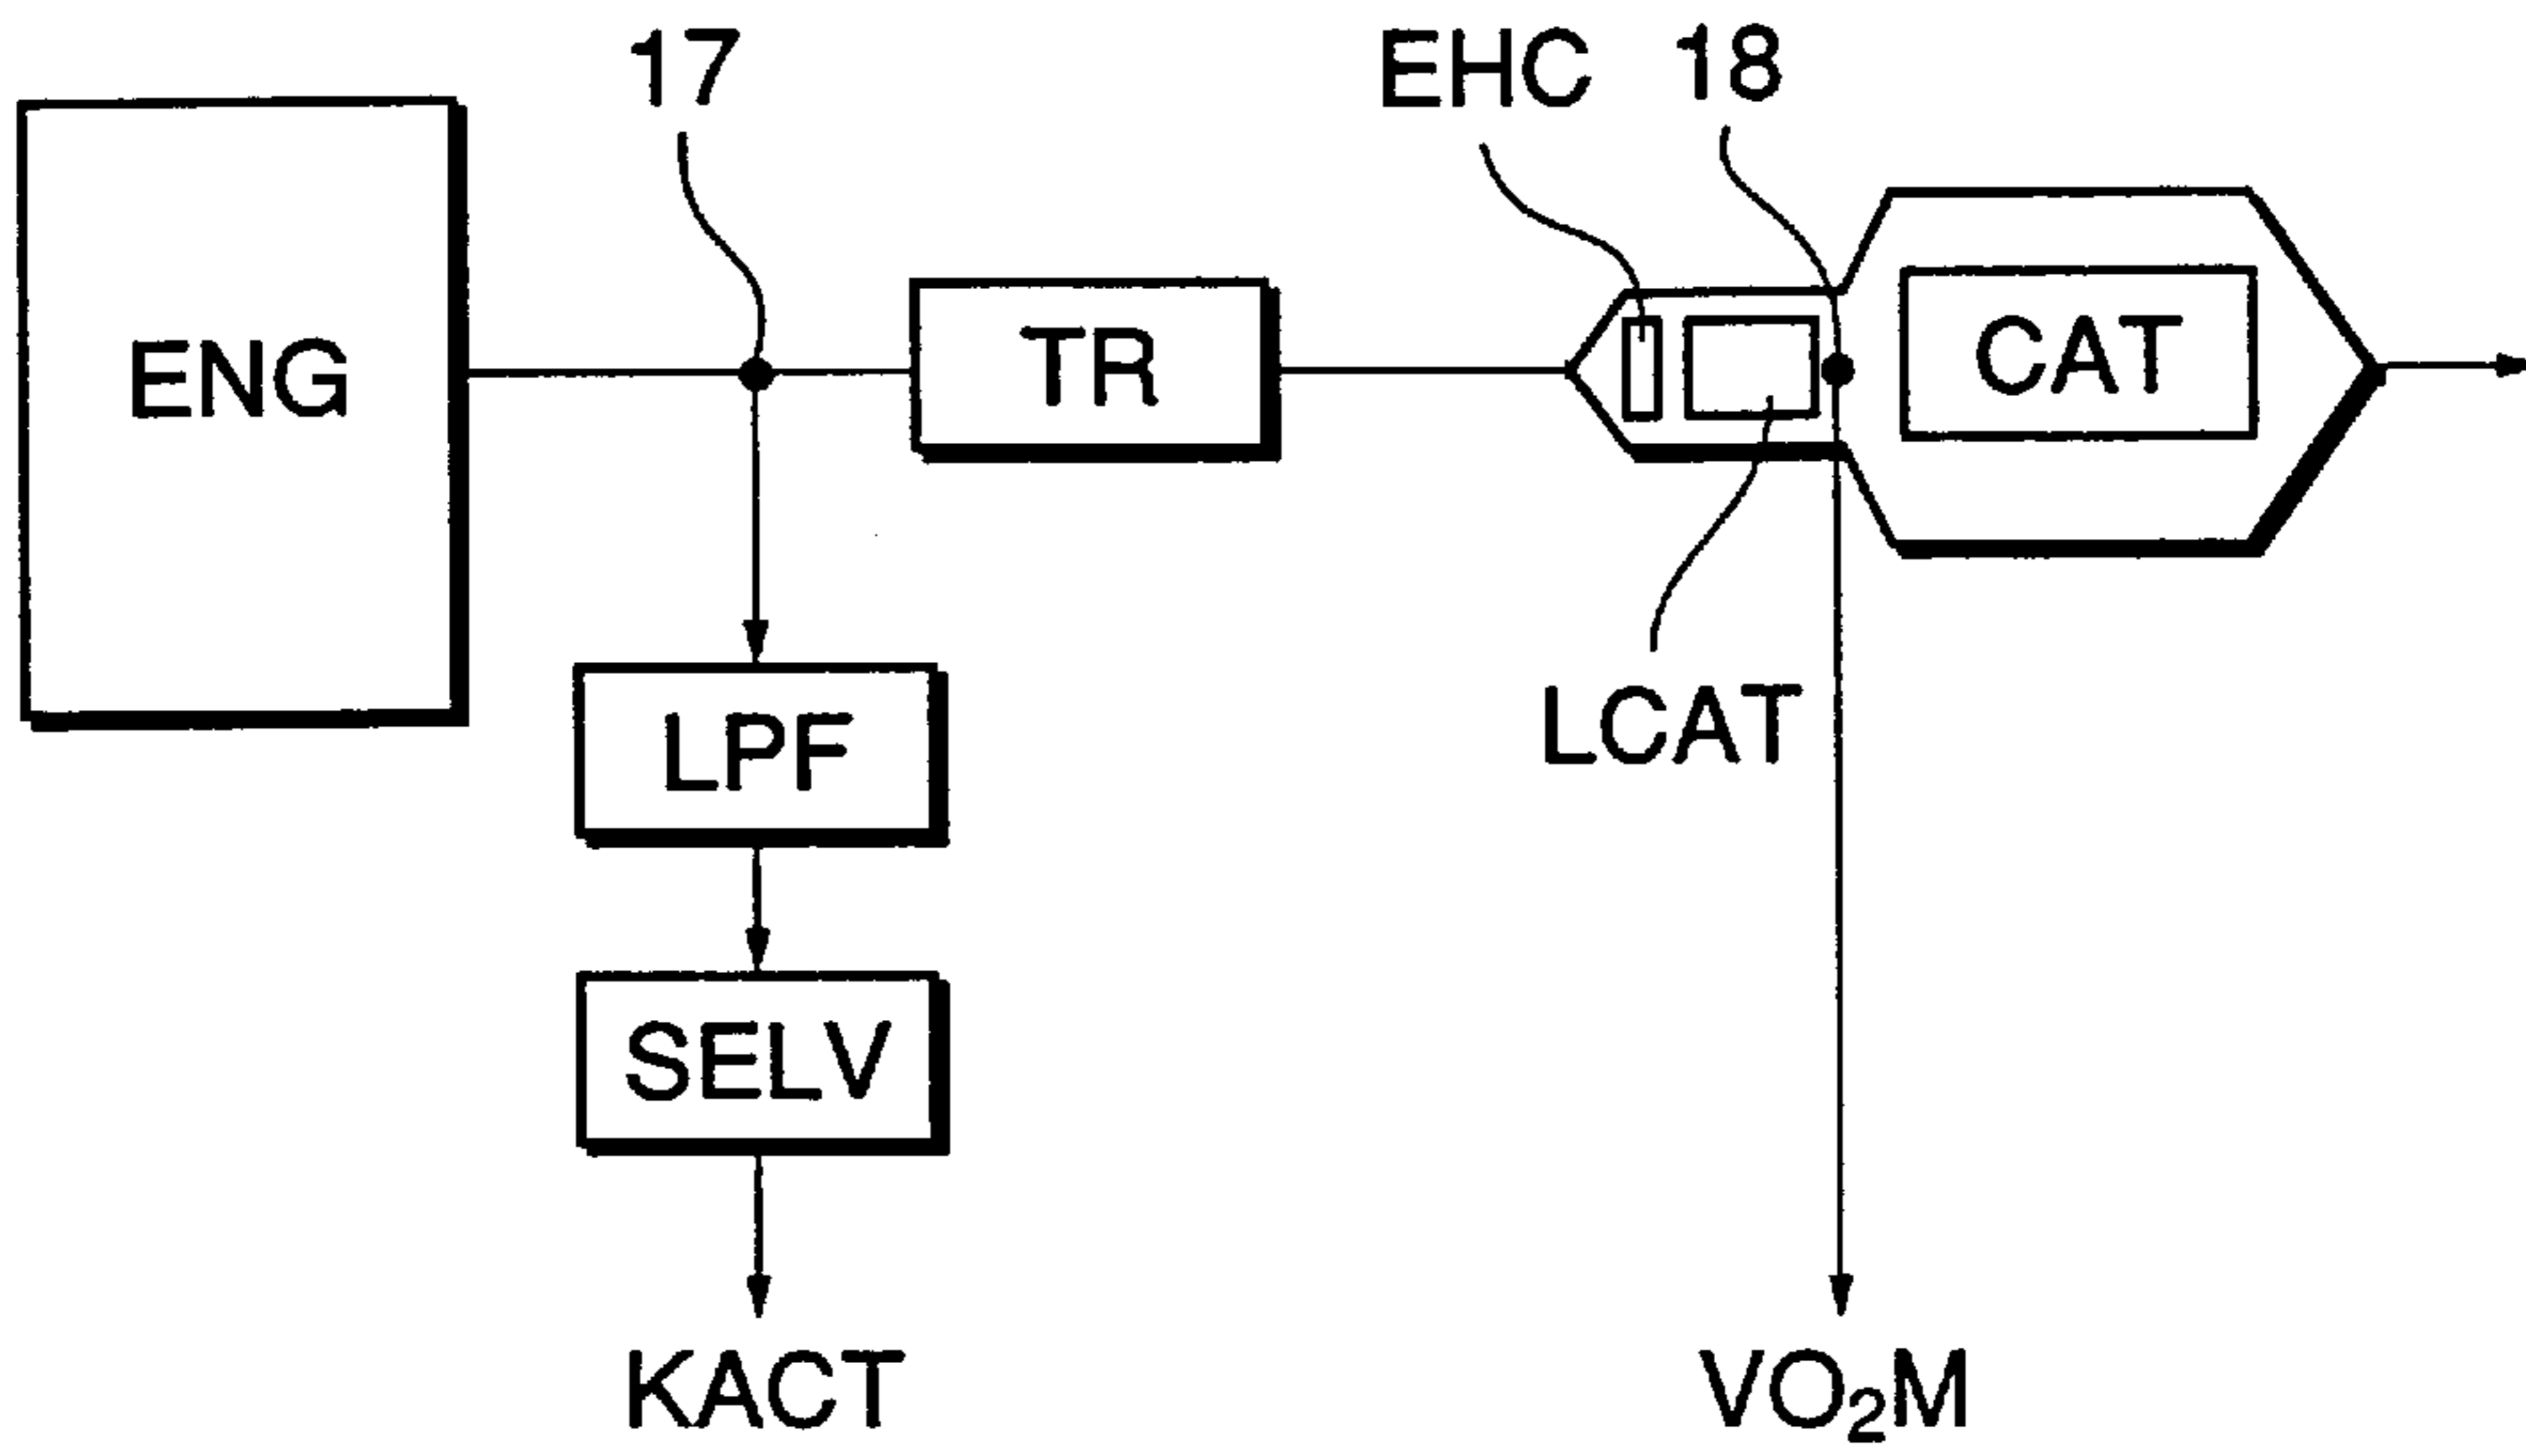 17
EHC
18
ENG
TR
CAT
LPF
LCAT
SELV
KACT
VO₂M